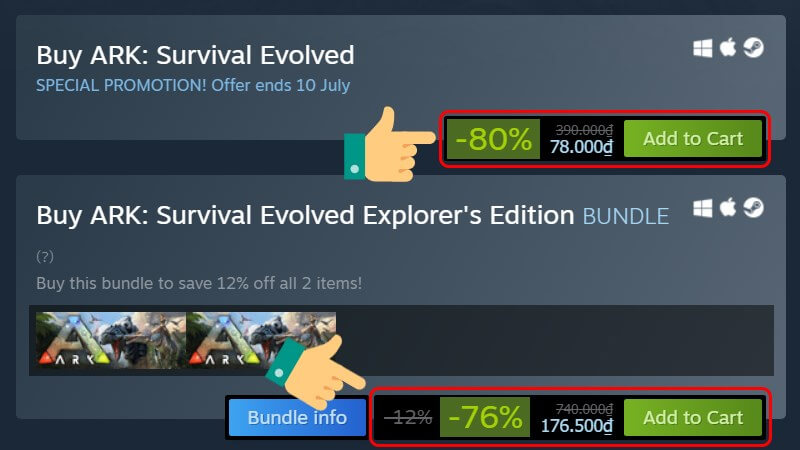 Buy ARK: Survival Evolved
SPECIAL PROMOTION! Offer ends 10 July
-80%
390.000₫
78.000₫
Add to Cart
Buy ARK: Survival Evolved Explorer's Edition BUNDLE
(?)
Buy this bundle to save 12% off all 2 items!
ARK
ARK
Bundle info
-12%
-76%
740.000₫
176.500₫
Add to Cart